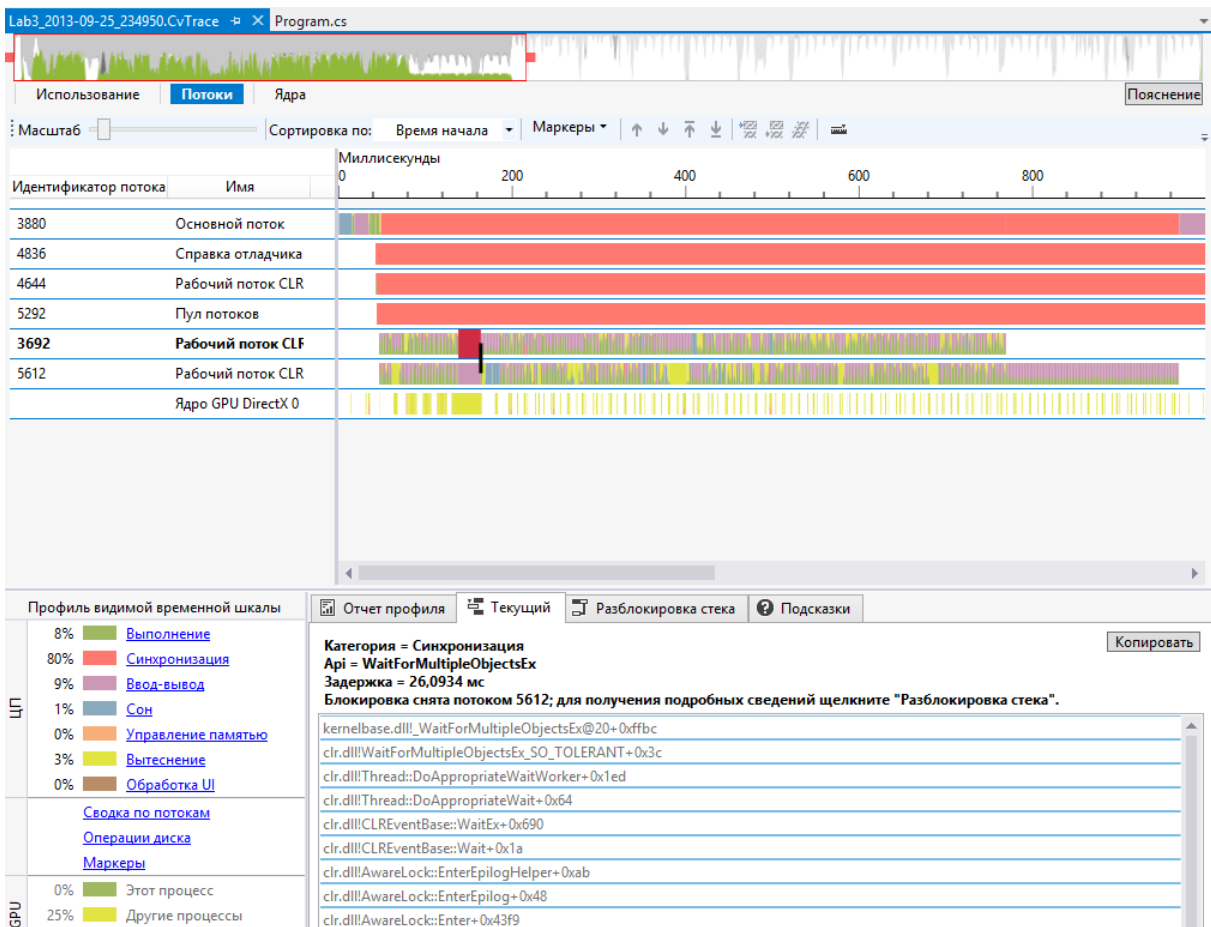 Lab3_2013-09-25_234950.CvTrace Program.cs
Использование Потоки Ядра Пояснение
Масштаб Сортировка по: Время начала Маркеры
Миллисекунды
0 200 400 600 800
Идентификатор потока Имя
3880 Основной поток
4836 Справка отладчика
4644 Рабочий поток CLR
5292 Пул потоков
3692 Рабочий поток CLF
5612 Рабочий поток CLR
Ядро GPU DirectX 0
Профиль видимой временной шкалы
ЦП
8% Выполнение
80% Синхронизация
9% Ввод-вывод
1% Сон
0% Управление памятью
3% Вытеснение
0% Обработка UI
Сводка по потокам
Операции диска
Маркеры
GPU
0% Этот процесс
25% Другие процессы
Отчет профиля Текущий Разблокировка стека Подсказки
Категория = Синхронизация Копировать
Api = WaitForMultipleObjectsEx
Задержка = 26,0934 мс
Блокировка снята потоком 5612; для получения подробных сведений щелкните "Разблокировка стека".
kernelbase.dll!_WaitForMultipleObjectsEx@20+0xffbc
clr.dll!WaitForMultipleObjectsEx_SO_TOLERANT+0x3c
clr.dll!Thread::DoAppropriateWaitWorker+0x1ed
clr.dll!Thread::DoAppropriateWait+0x64
clr.dll!CLREventBase::WaitEx+0x690
clr.dll!CLREventBase::Wait+0x1a
clr.dll!AwareLock::EnterEpilogHelper+0xab
clr.dll!AwareLock::EnterEpilog+0x48
clr.dll!AwareLock::Enter+0x43f9